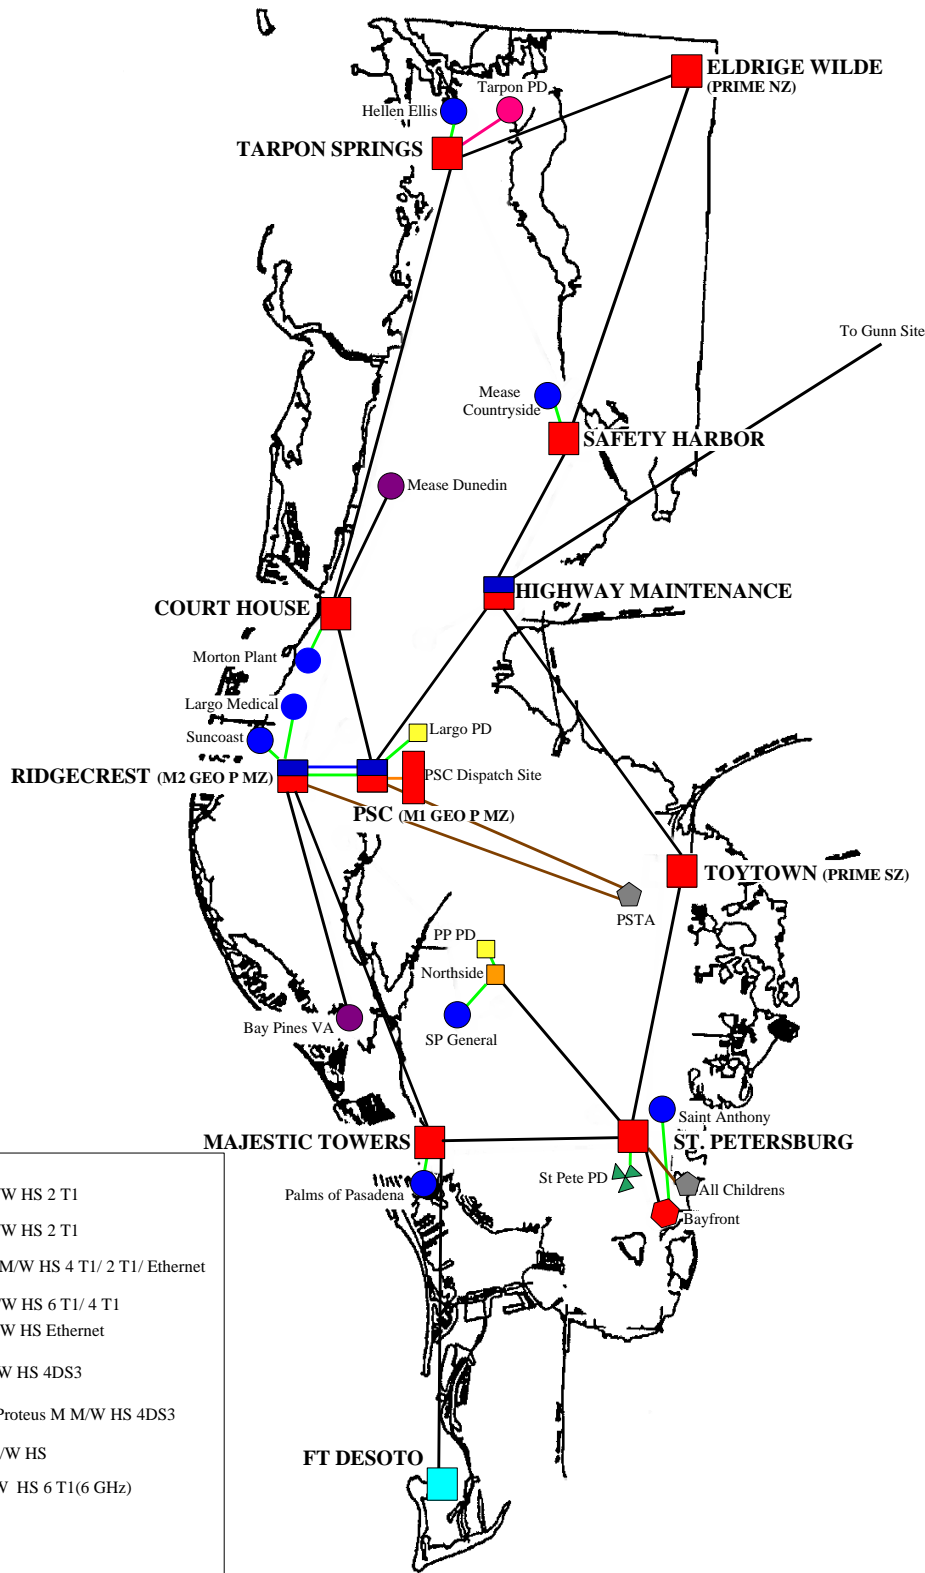 ELDRIGE WILDE
(PRIME NZ)
Tarpon PD
Hellen Ellis
TARPON SPRINGS
To Gunn Site
Mease
Countryside
SAFETY HARBOR
Mease Dunedin
HIGHWAY MAINTENANCE
COURT HOUSE
Morton Plant
Largo Medical
Suncoast
Largo PD
RIDGECREST (M2 GEO P MZ)
PSC Dispatch Site
PSC (M1 GEO P MZ)
TOYTOWN (PRIME SZ)
PSTA
PP PD
Northside
Bay Pines VA
SP General
Saint Anthony
MAJESTIC TOWERS
ST. PETERSBURG
St Pete PD
Palms of Pasadena
All Childrens
Bayfront
/W HS 2 T1
/W HS 2 T1
M/W HS 4 T1/ 2 T1/ Ethernet
/W HS 6 T1/ 4 T1
W HS Ethernet
W HS 4DS3
Proteus M M/W HS 4DS3
/W HS
W HS 6 T1(6 GHz)
FT DESOTO